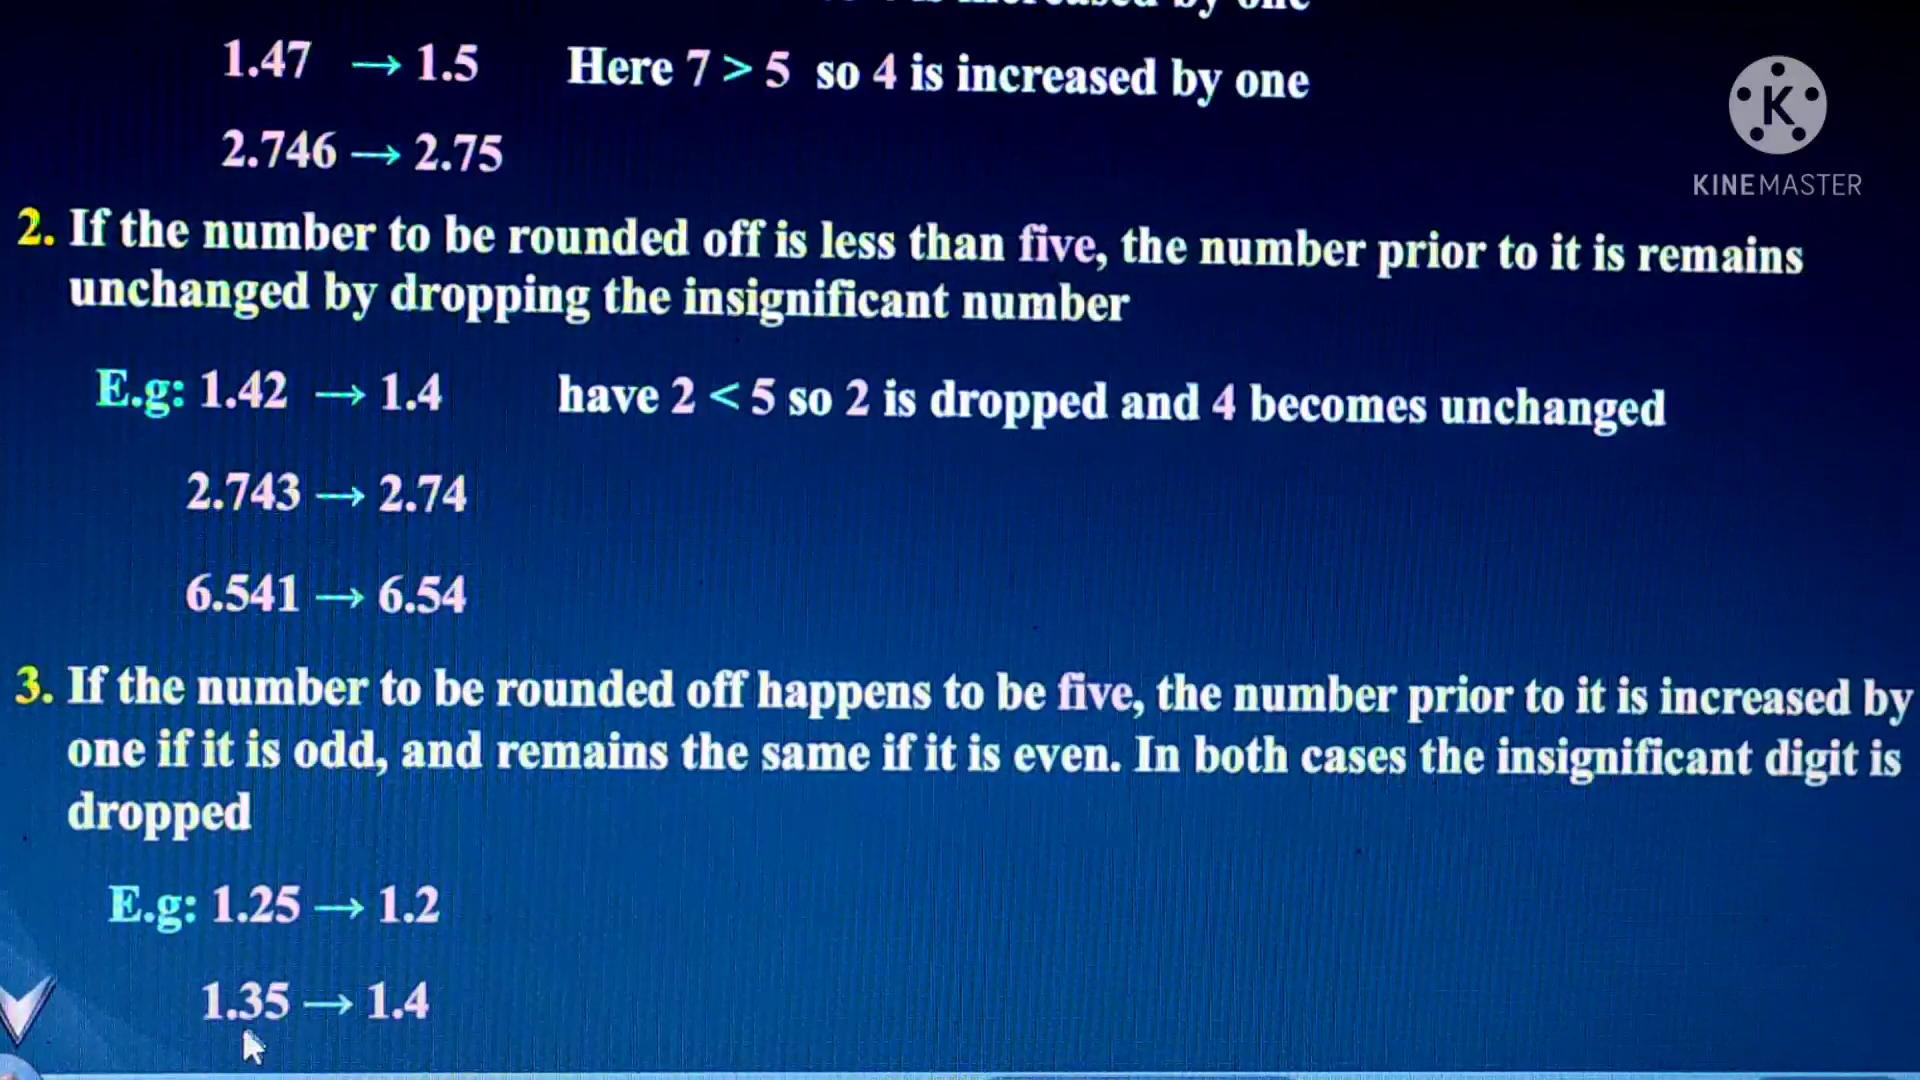 is increased by one
1.47 → 1.5 Here 7 > 5 so 4 is increased by one
2.746 → 2.75
KINEMASTER
2. If the number to be rounded off is less than five, the number prior to it is remains
unchanged by dropping the insignificant number
E.g: 1.42 → 1.4 have 2 < 5 so 2 is dropped and 4 becomes unchanged
2.743 → 2.74
6.541 → 6.54
3. If the number to be rounded off happens to be five, the number prior to it is increased by
one if it is odd, and remains the same if it is even. In both cases the insignificant digit is
dropped
E.g: 1.25 → 1.2
1.35 → 1.4